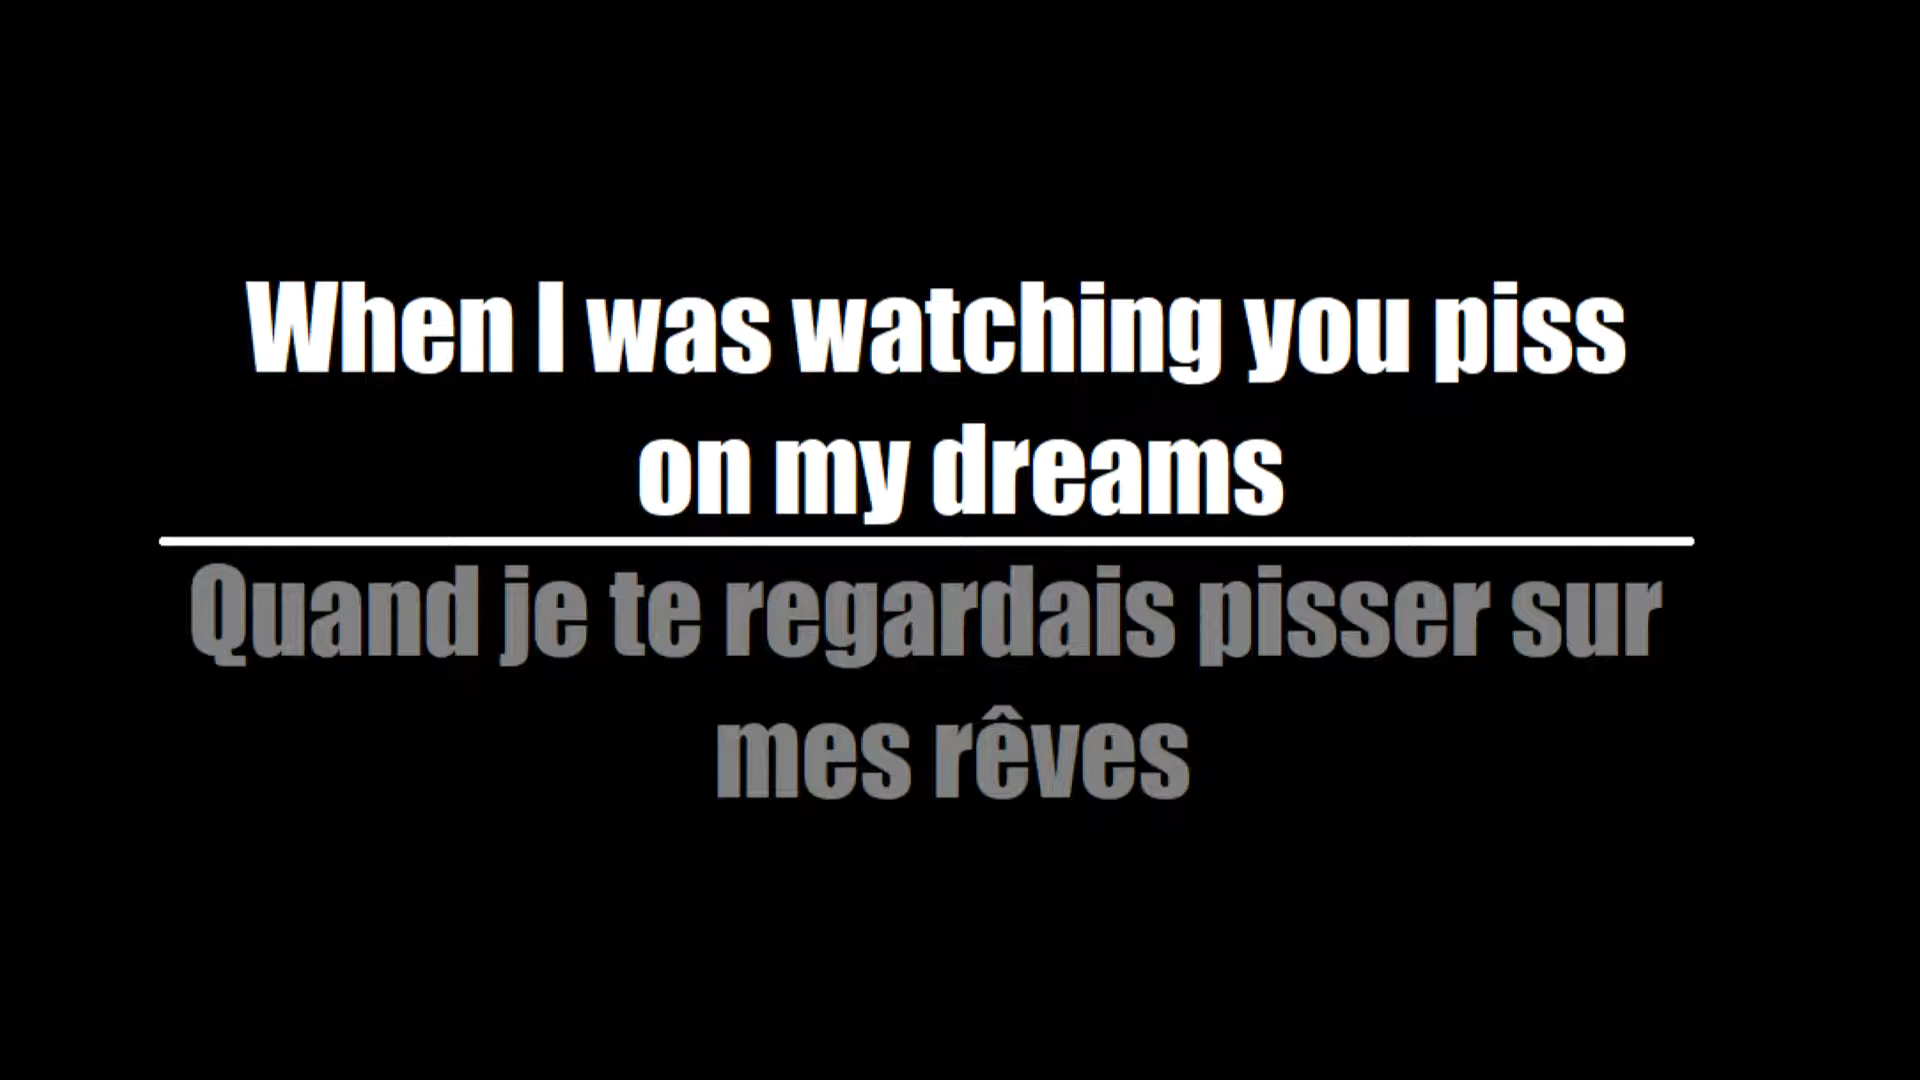 When I was watching you piss
on my dreams
Quand je te regardais pisser sur
mes rêves